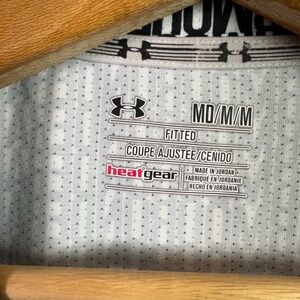 MD/M/M
FITTED
COUPE AJUSTÉE/CEÑIDO
heatgear
MADE IN JORDAN
FABRIQUÉ EN JORDANIE
HECHO EN JORDANIA